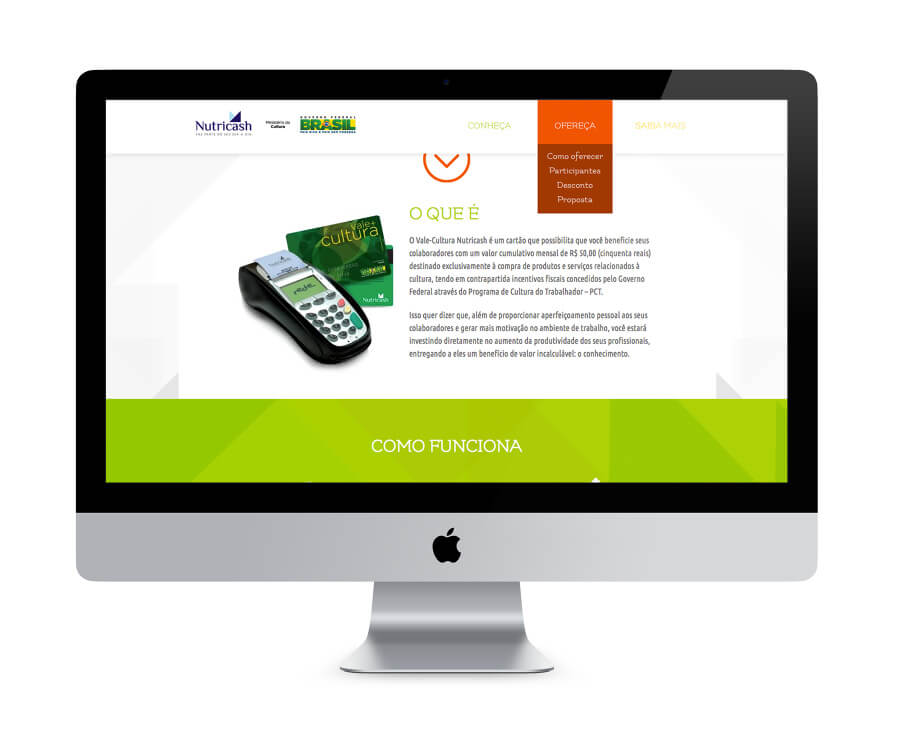 Nutricash
Ministério da
Cultura
GOVERNO FEDERAL
BRASIL
CONHEÇA
OFEREÇA
SAIBA MAIS
Como oferecer
Participantes
Desconto
Proposta
O QUE É
O Vale-Cultura Nutricash é um cartão que possibilita que você beneficie seus
colaboradores com um valor cumulativo mensal de R$ 50,00 (cinquenta reais)
destinado exclusivamente à compra de produtos e serviços relacionados à
cultura, tendo em contrapartida incentivos fiscais concedidos pelo Governo
Federal através do Programa de Cultura do Trabalhador – PCT.
Isso quer dizer que, além de proporcionar aperfeiçoamento pessoal aos seus
colaboradores e gerar mais motivação no ambiente de trabalho, você estará
investindo diretamente no aumento da produtividade dos seus profissionais,
entregando a eles um benefício de valor incalculável: o conhecimento.
vale+
cultura
Nutricash
COMO FUNCIONA